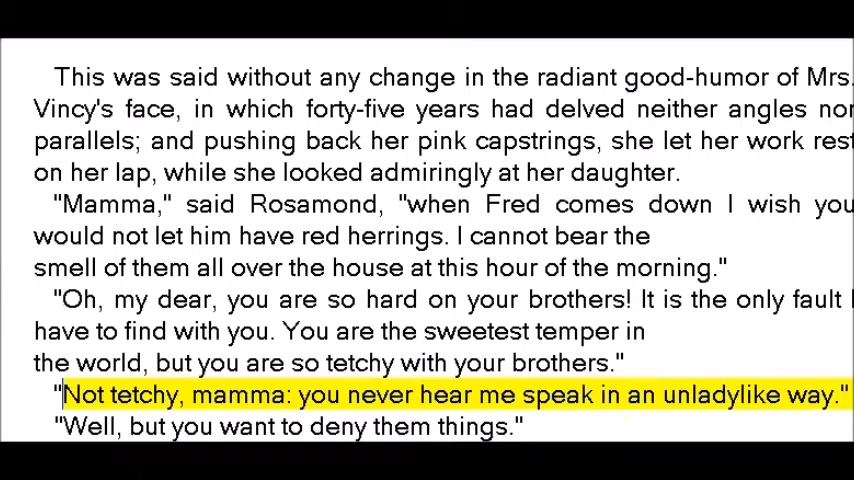 This was said without any change in the radiant good-humor of Mrs.
Vincy's face, in which forty-five years had delved neither angles nor
parallels; and pushing back her pink capstrings, she let her work rest
on her lap, while she looked admiringly at her daughter.
"Mamma," said Rosamond, "when Fred comes down I wish you
would not let him have red herrings. I cannot bear the
smell of them all over the house at this hour of the morning."
"Oh, my dear, you are so hard on your brothers! It is the only fault I
have to find with you. You are the sweetest temper in
the world, but you are so tetchy with your brothers."
"Not tetchy, mamma: you never hear me speak in an unladylike way."
"Well, but you want to deny them things."